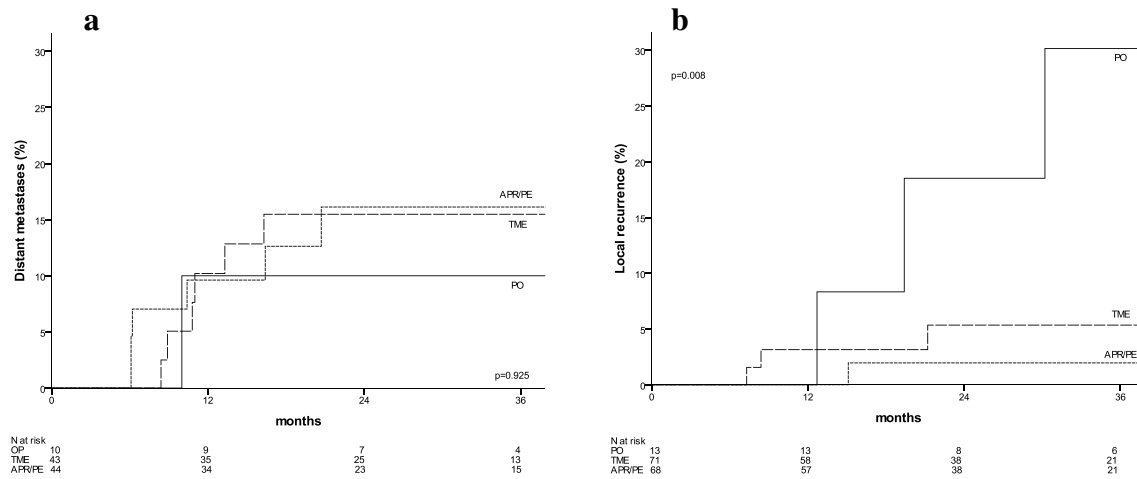 a
30
25
20
15
10
5
0
Distant metastases (%)
APR/PE
TME
PO
p=0.925
0 12 24 36
months
N at risk
OP 10 9 7 4
TME 43 35 25 13
APR/PE 44 34 23 15
b
30
25
20
15
10
5
0
Local recurrence (%)
p=0.008
PO
TME
APR/PE
0 12 24 36
months
N at risk
PO 13 13 8 6
TME 71 58 38 21
APR/PE 68 57 38 21